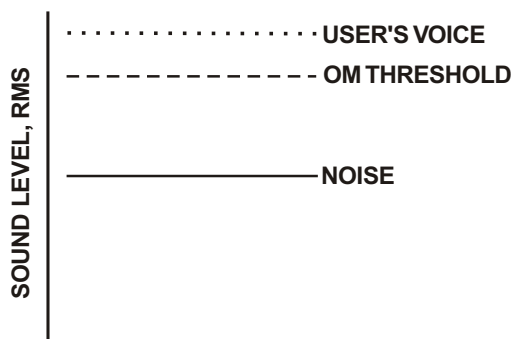 USER'S VOICE
OM THRESHOLD
NOISE
SOUND LEVEL, RMS